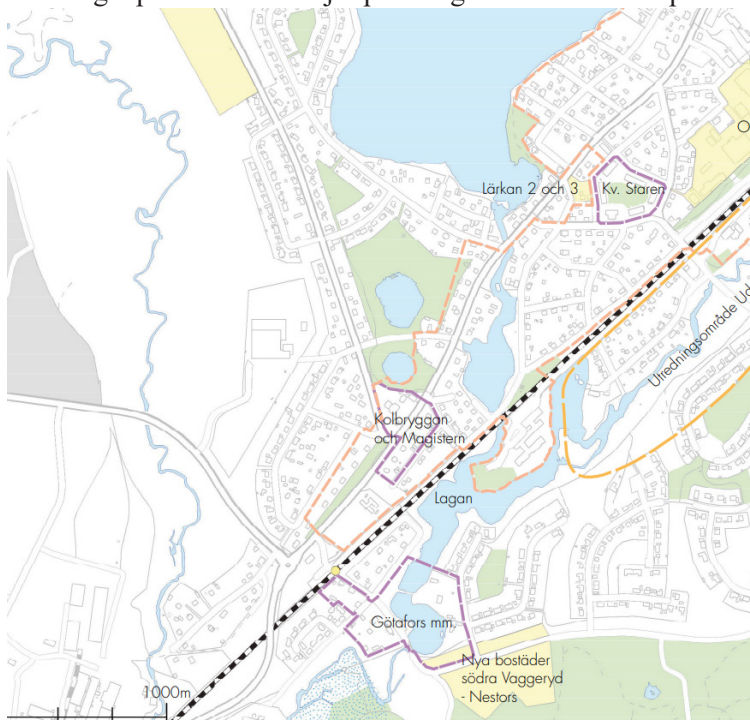 Lärkan 2 och 3
Kv. Staren
Utredningsområde
Kolbryggan
och Magistern
Lagan
Götafors mm.
Nya bostäder
södra Vaggeryd
- Nestors
1000m